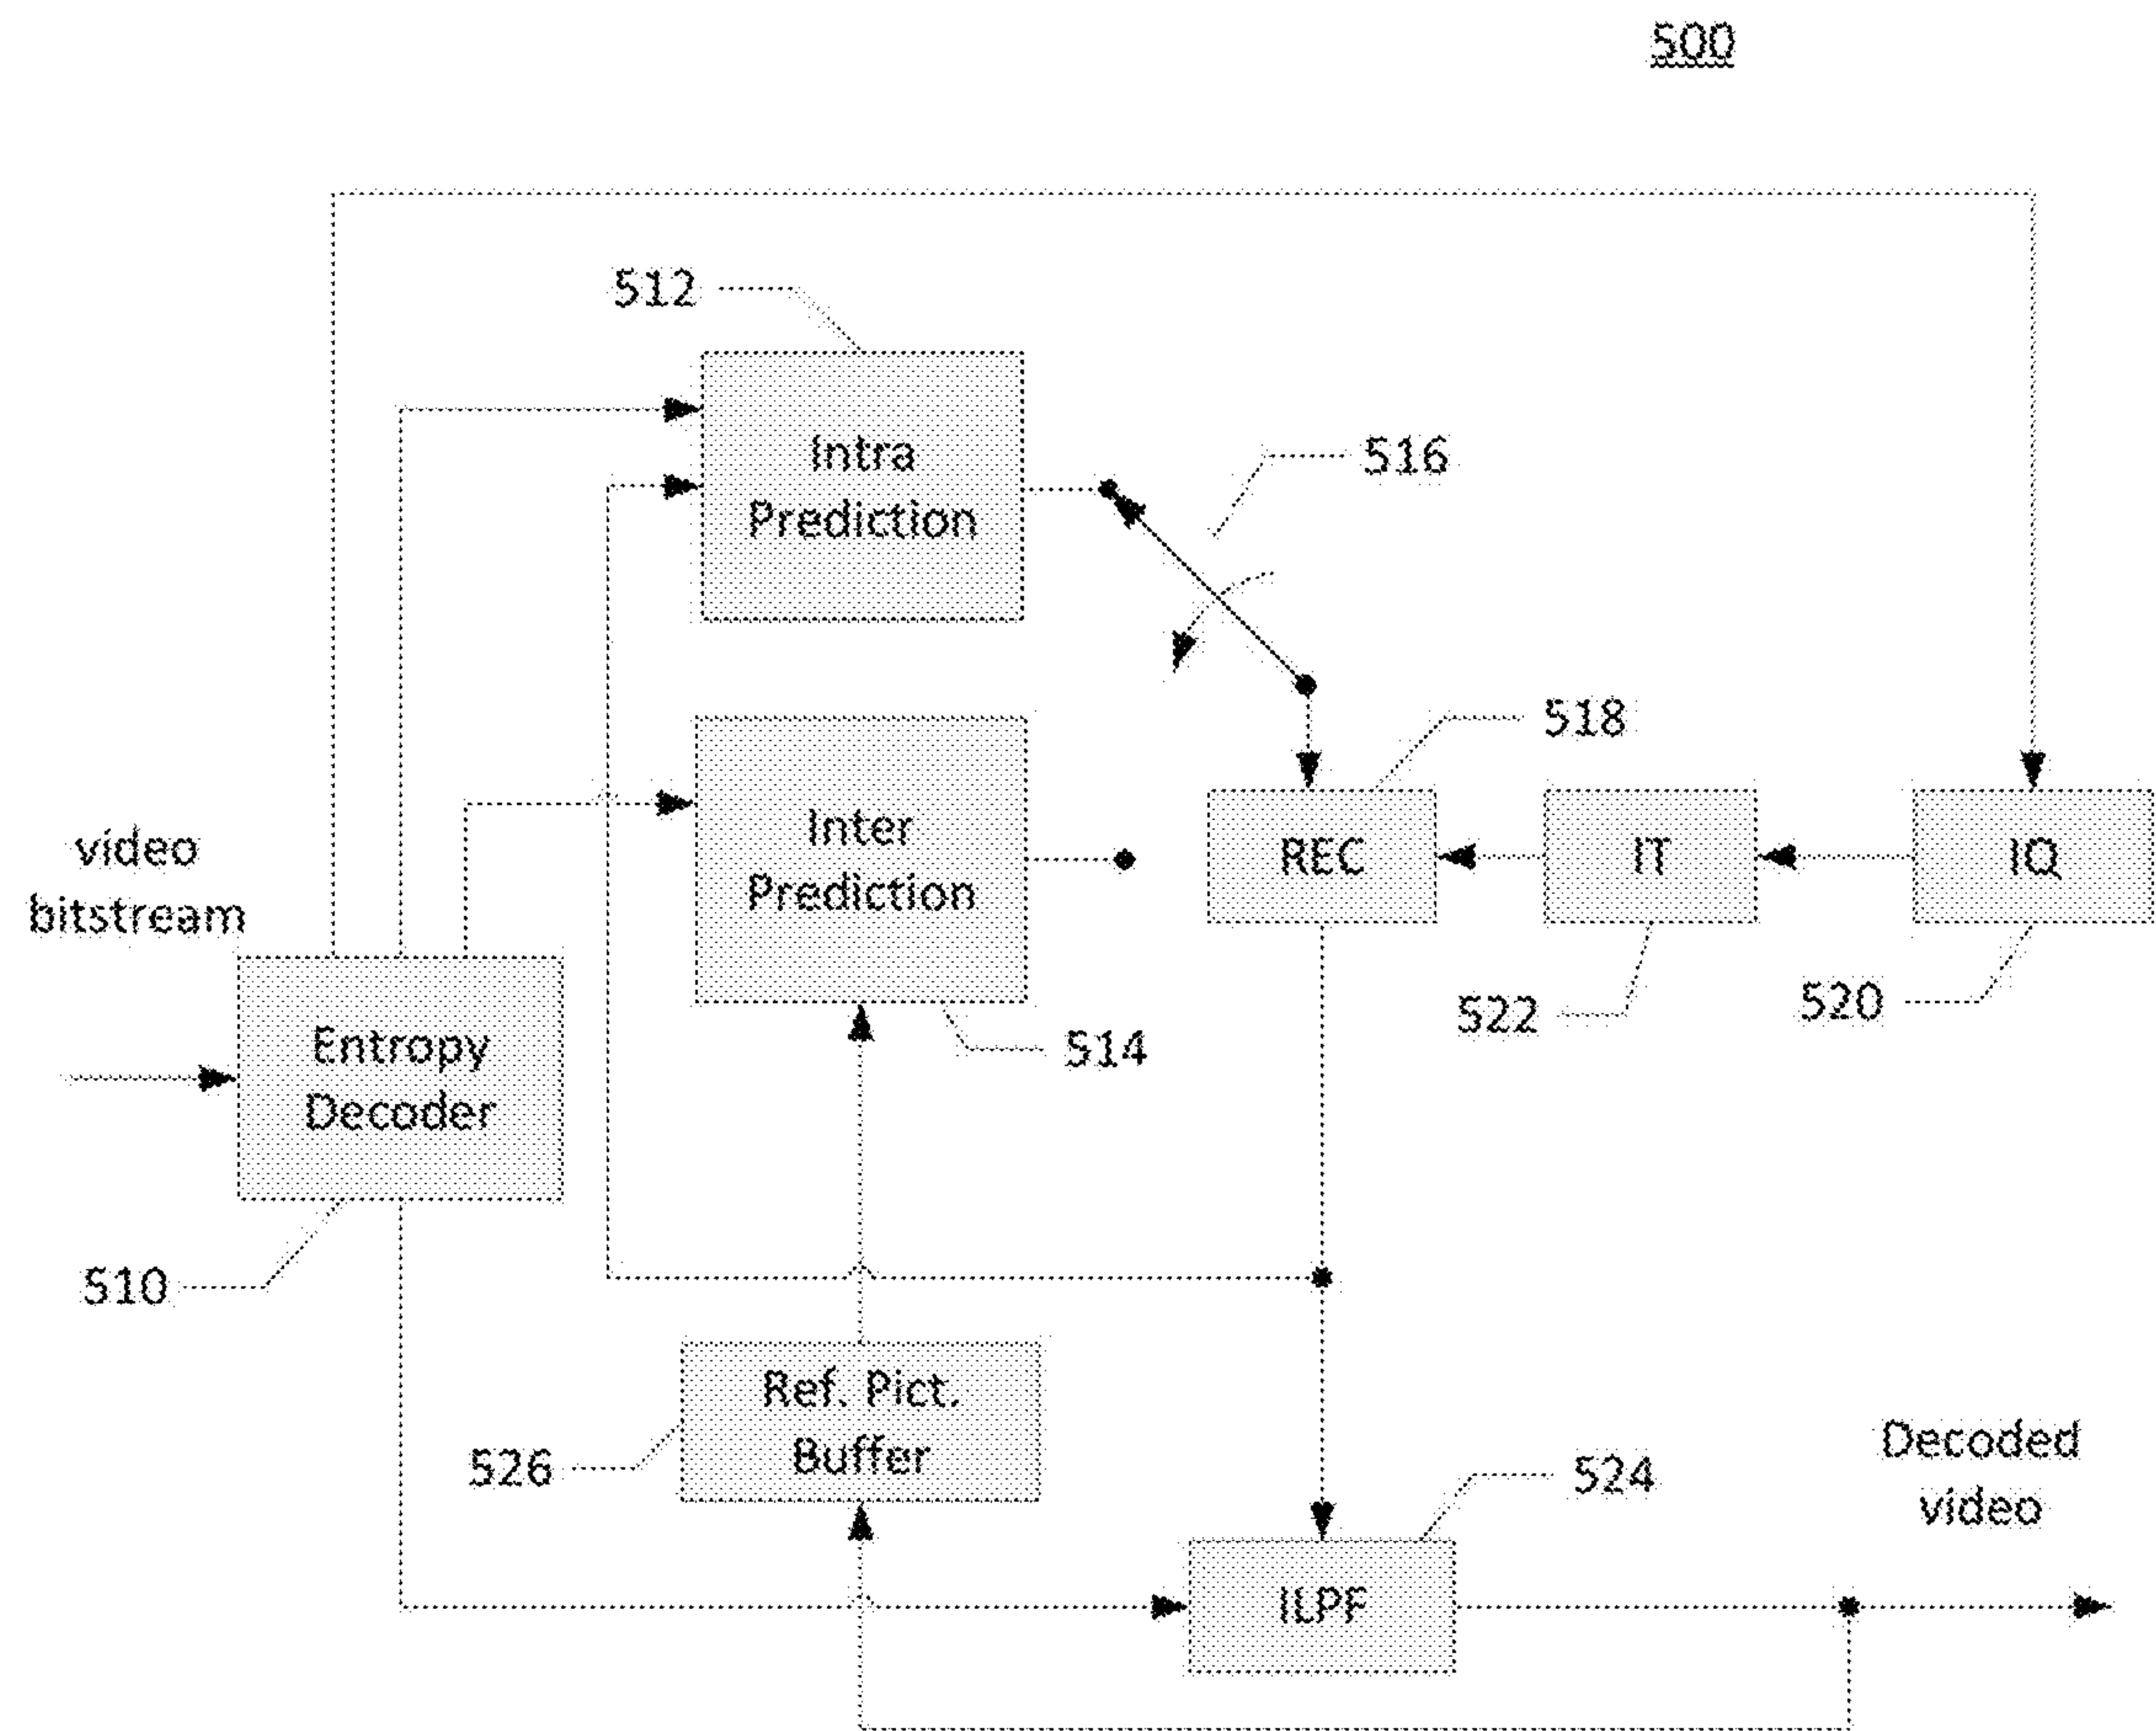 500
512
Intra
Prediction
516
518
video
bitstream
Inter
Prediction
REC
IT
IQ
514
522
520
Entropy
Decoder
510
Ref. Pict.
Buffer
526
524
Decoded
video
ILPF